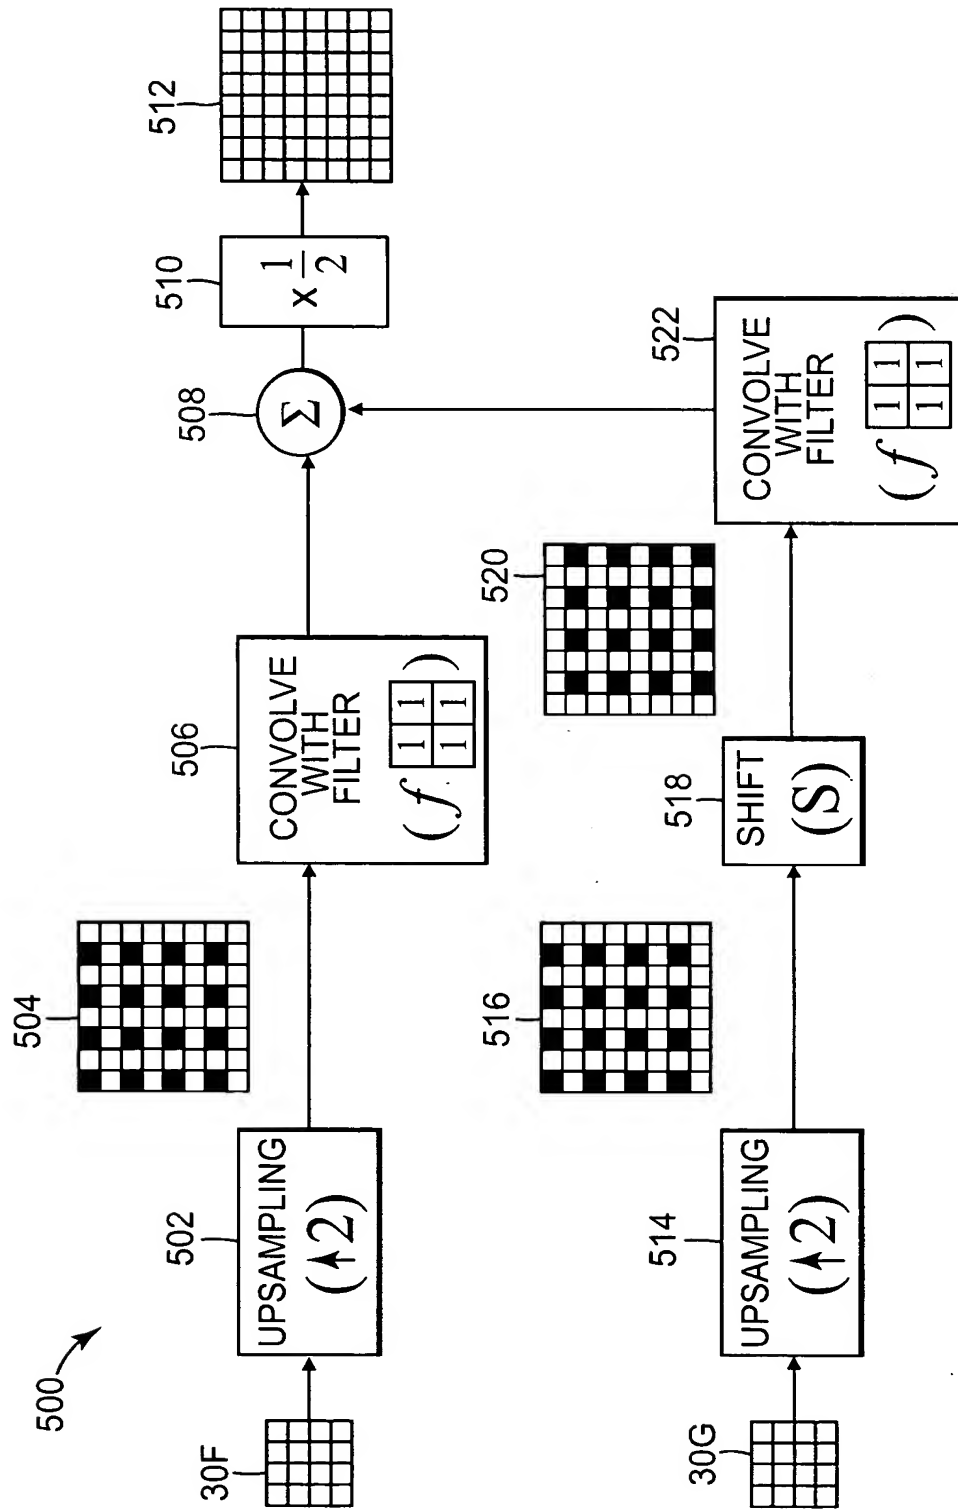 500
30F
UPSAMPLING
(↑2)
502
504
CONVOLVE
WITH
FILTER
(f
1 1
1 1
)
506
Σ
508
x 1/2
510
512
30G
UPSAMPLING
(↑2)
514
516
SHIFT
(S)
518
520
CONVOLVE
WITH
FILTER
(f
1 1
1 1
)
522